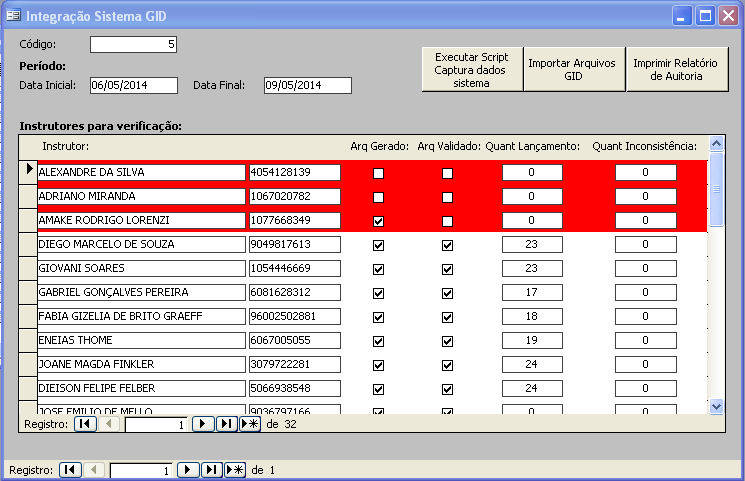 Integração Sistema GID
Código: 5
Período:
Data Inicial: 06/05/2014 Data Final: 09/05/2014
Executar Script Captura dados sistema
Importar Arquivos GID
Imprimir Relatório de Auitoria
Instrutores para verificação:
Instrutor: Arq Gerado: Arq Validado: Quant Lançamento: Quant Inconsistência:
ALEXANDRE DA SILVA 4054128139 0 0
ADRIANO MIRANDA 1067020782 0 0
AMAKE RODRIGO LORENZI 1077668349 0 0
DIEGO MARCELO DE SOUZA 9049817613 23 0
GIOVANI SOARES 1054446669 23 0
GABRIEL GONÇALVES PEREIRA 6081628312 17 0
FABIA GIZELIA DE BRITO GRAEFF 96002502881 18 0
ENEIAS THOME 6067005055 19 0
JOANE MAGDA FINKLER 3079722281 24 0
DIEISON FELIPE FELBER 5066938548 24 0
JOSE EMILIO DE MELLO 9036797166 0 0
Registro: 1 de 32
Registro: 1 de 1